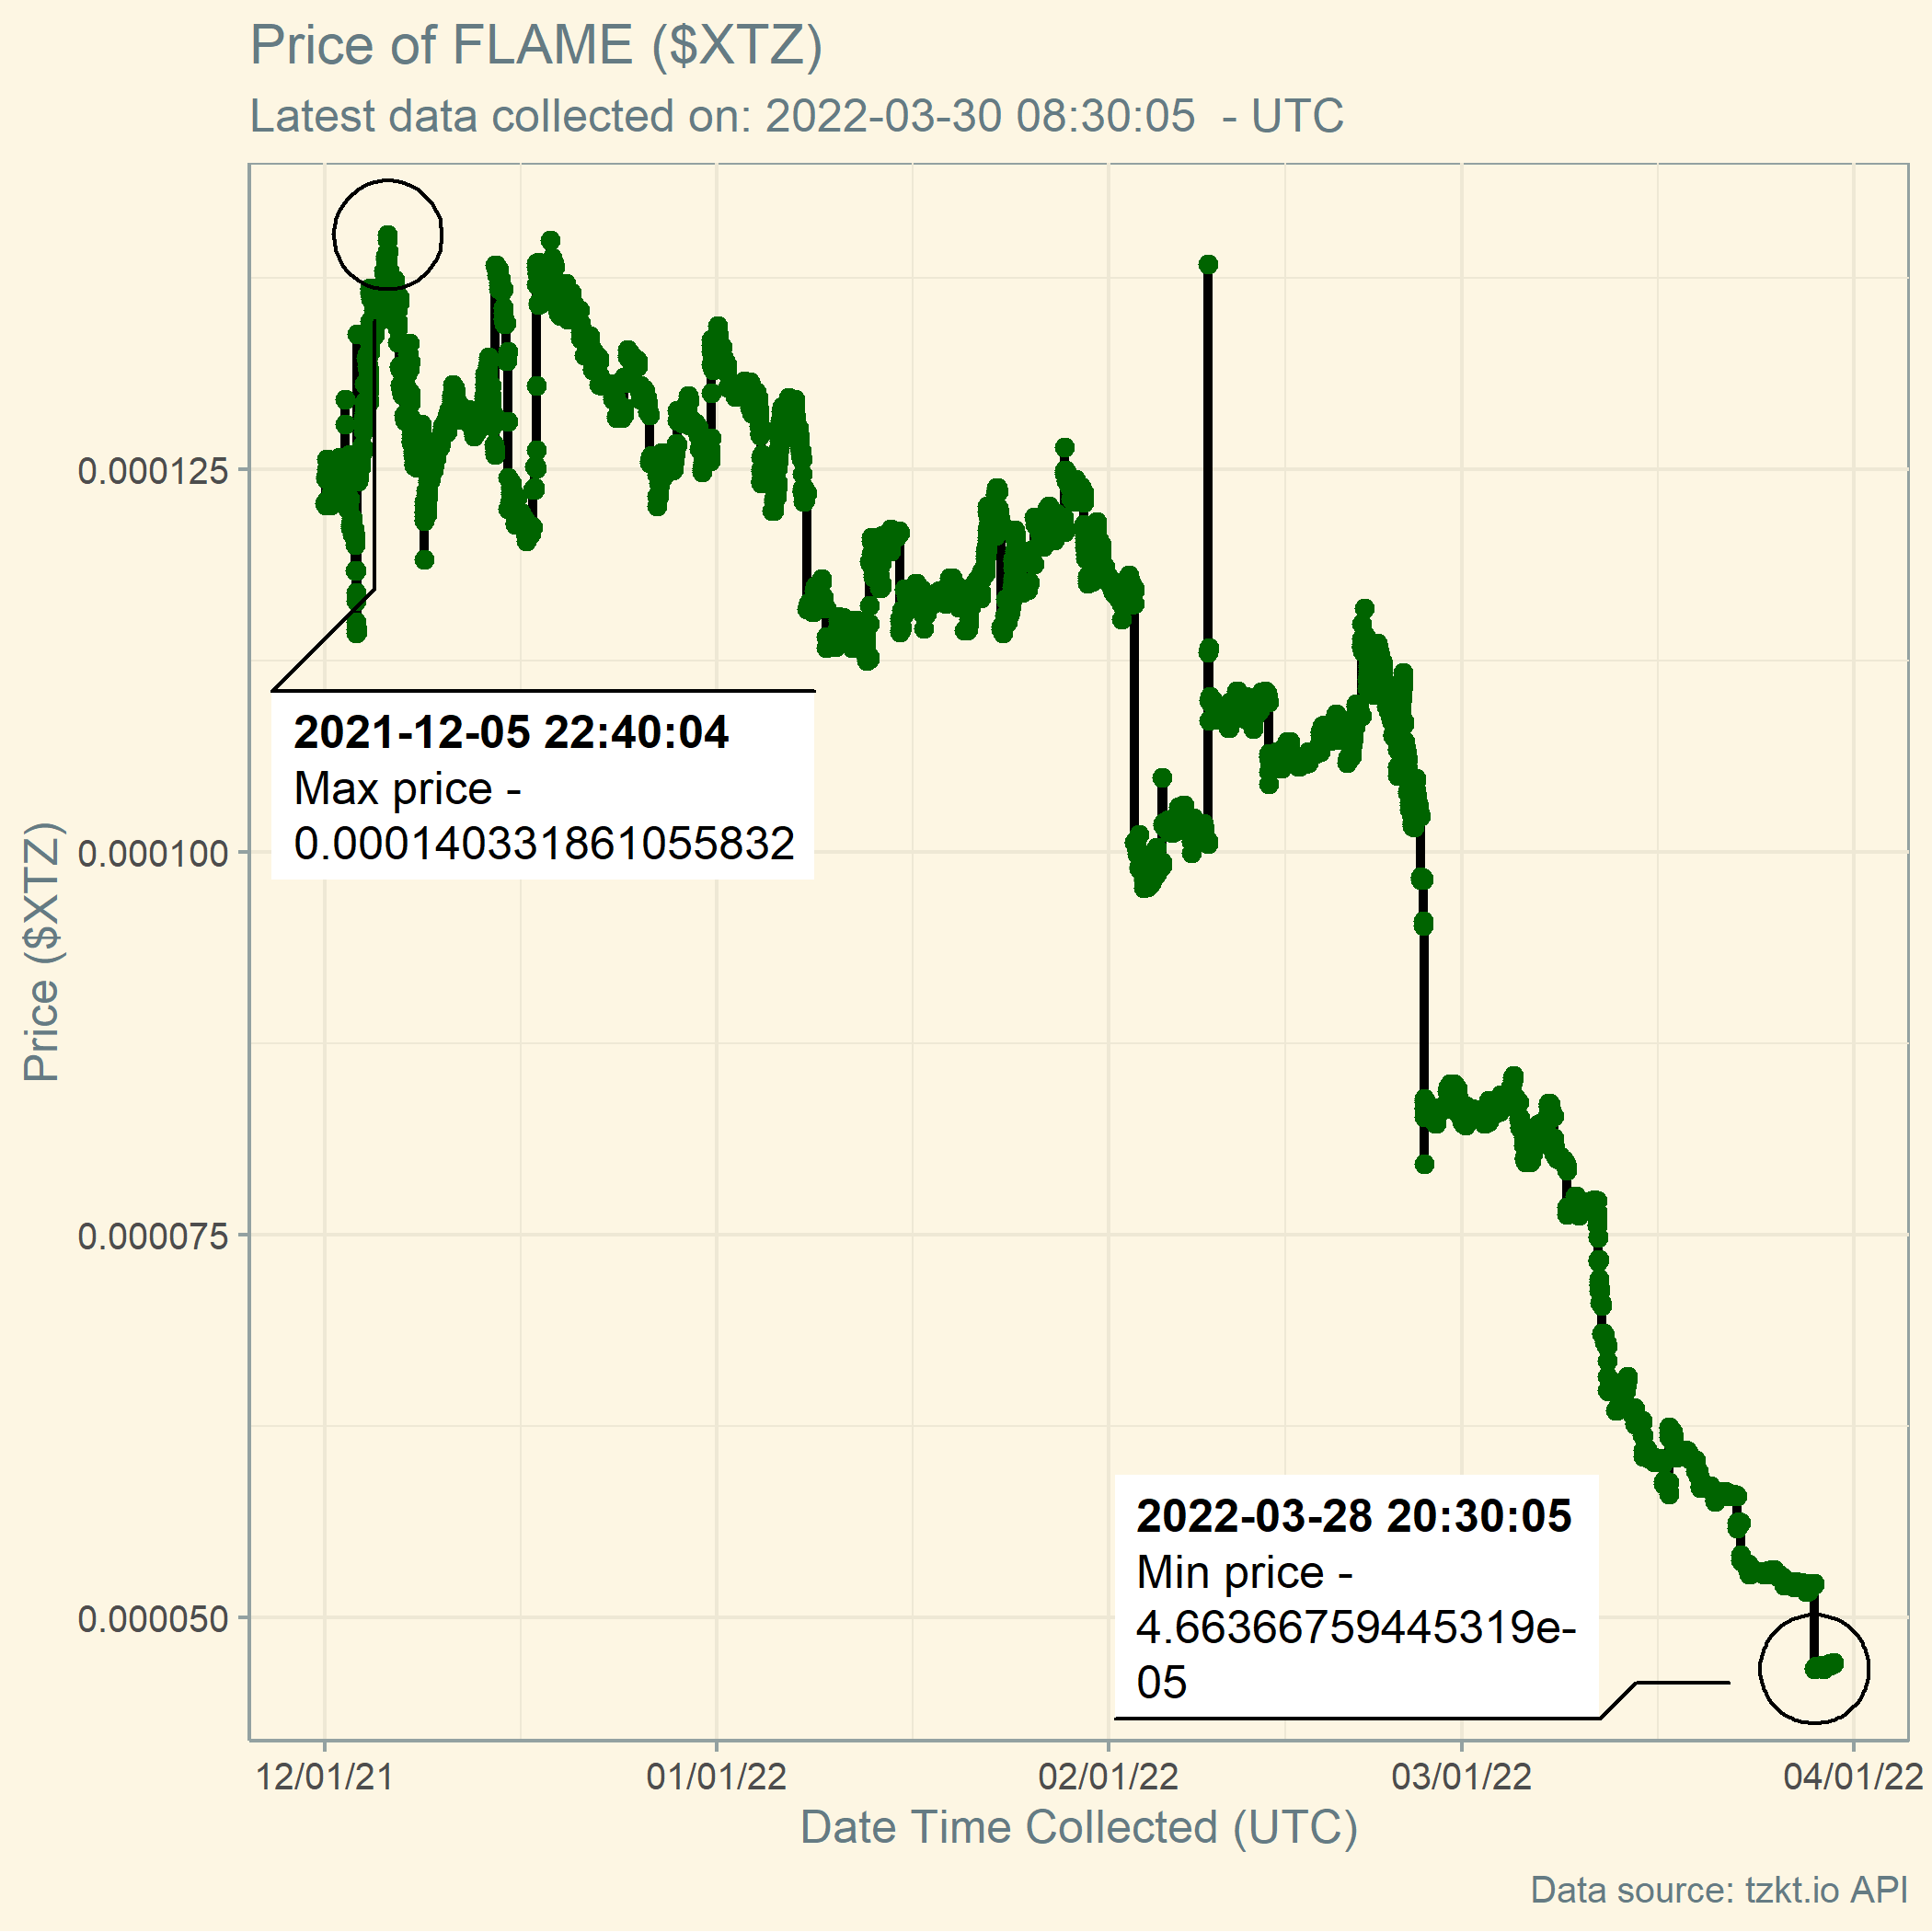 Price of FLAME ($XTZ)
Latest data collected on: 2022-03-30 08:30:05  - UTC
Price ($XTZ)
0.000125
0.000100
0.000075
0.000050
2021-12-05 22:40:04
Max price -
0.000140331861055832
2022-03-28 20:30:05
Min price -
4.66366759445319e-
05
12/01/21
01/01/22
02/01/22
03/01/22
04/01/22
Date Time Collected (UTC)
Data source: tzkt.io API